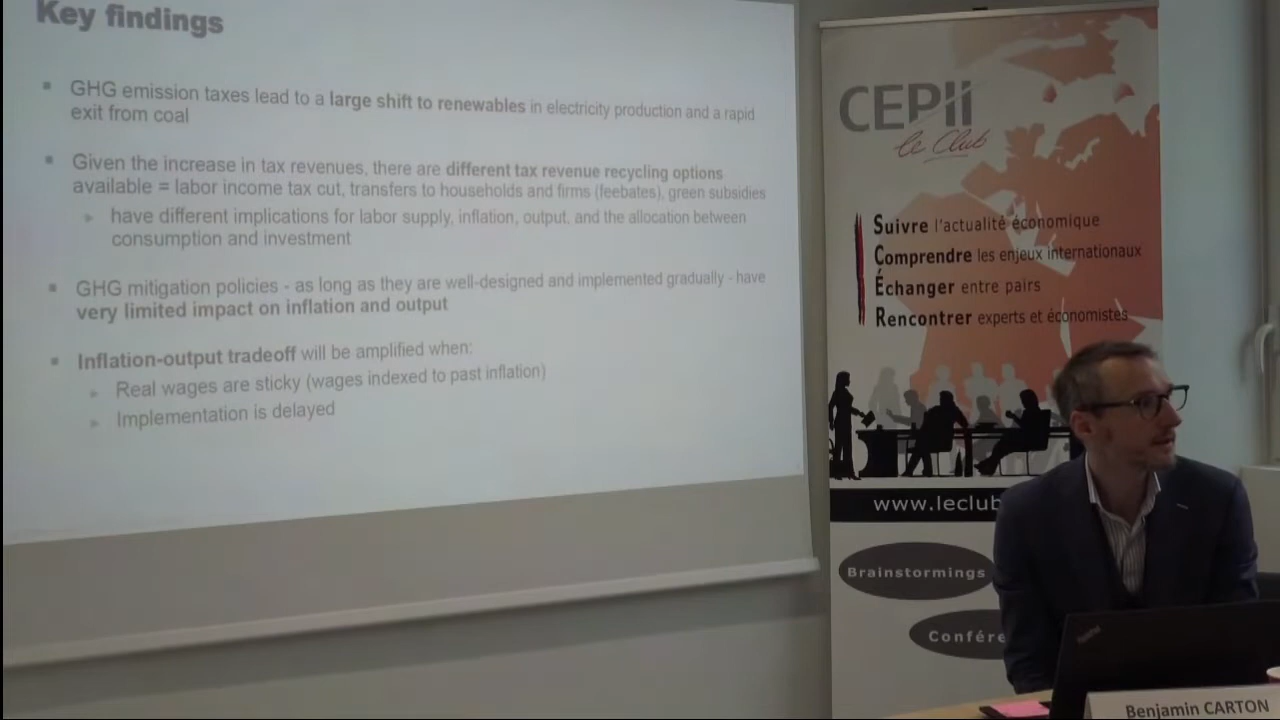 Key findings
GHG emission taxes lead to a large shift to renewables in electricity production and a rapid
exit from coal
Given the increase in tax revenues, there are different tax revenue recycling options
available = labor income tax cut, transfers to households and firms (feebates), green subsidies
have different implications for labor supply, inflation, output, and the allocation between
consumption and investment
GHG mitigation policies - as long as they are well-designed and implemented gradually - have
very limited impact on inflation and output
Inflation-output tradeoff will be amplified when:
Real wages are sticky (wages indexed to past inflation)
Implementation is delayed
CEPII
le Club
Suivre l'actualité économique
Comprendre les enjeux internationaux
Échanger entre pairs
Rencontrer experts et économistes
www.leclub
Brainstormings
Confére
ThinkPad
Benjamin CARTON